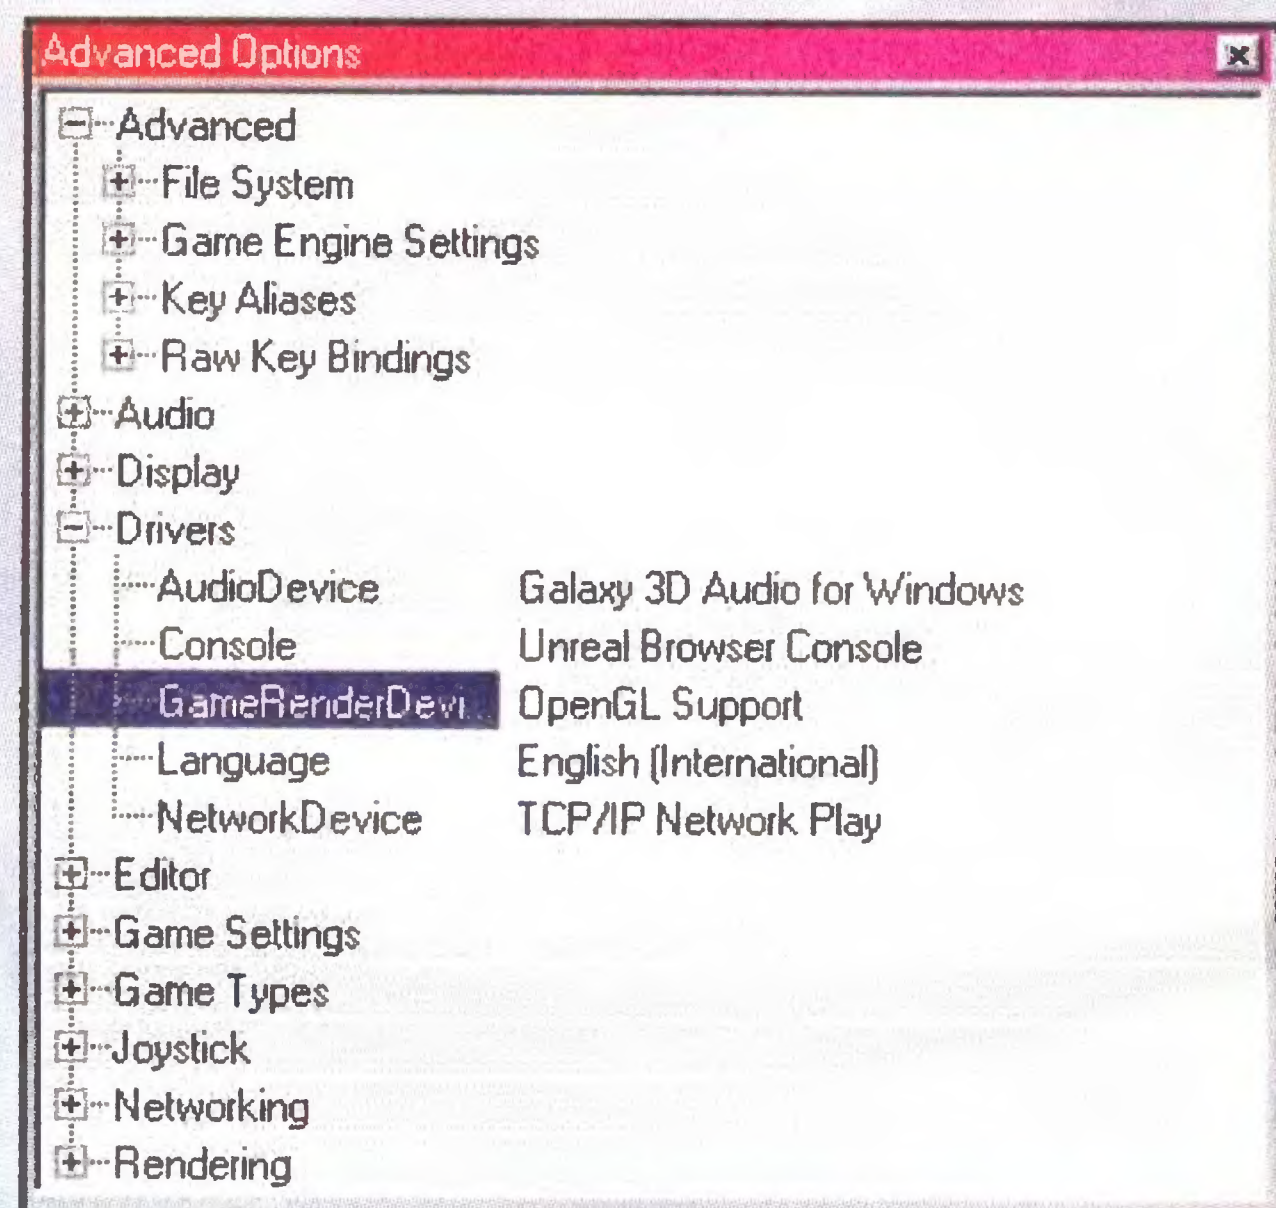 Advanced Options
Advanced
File System
Game Engine Settings
Key Aliases
Raw Key Bindings
Audio
Display
Drivers
AudioDevice Galaxy 3D Audio for Windows
Console Unreal Browser Console
GameRenderDevi... OpenGL Support
Language English (International)
NetworkDevice TCP/IP Network Play
Editor
Game Settings
Game Types
Joystick
Networking
Rendering